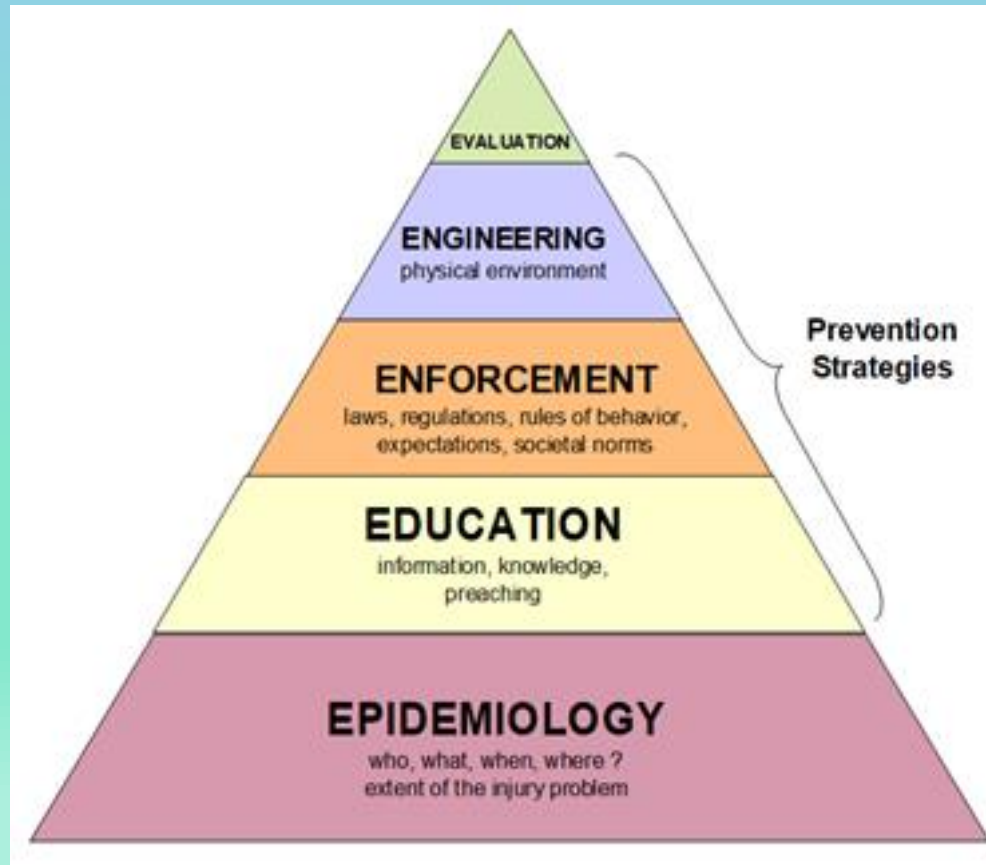 EVALUATION
ENGINEERING
physical environment
Prevention
Strategies
ENFORCEMENT
laws, regulations, rules of behavior,
expectations, societal norms
EDUCATION
information, knowledge,
preaching
EPIDEMIOLOGY
who, what, when, where ?
extent of the injury problem